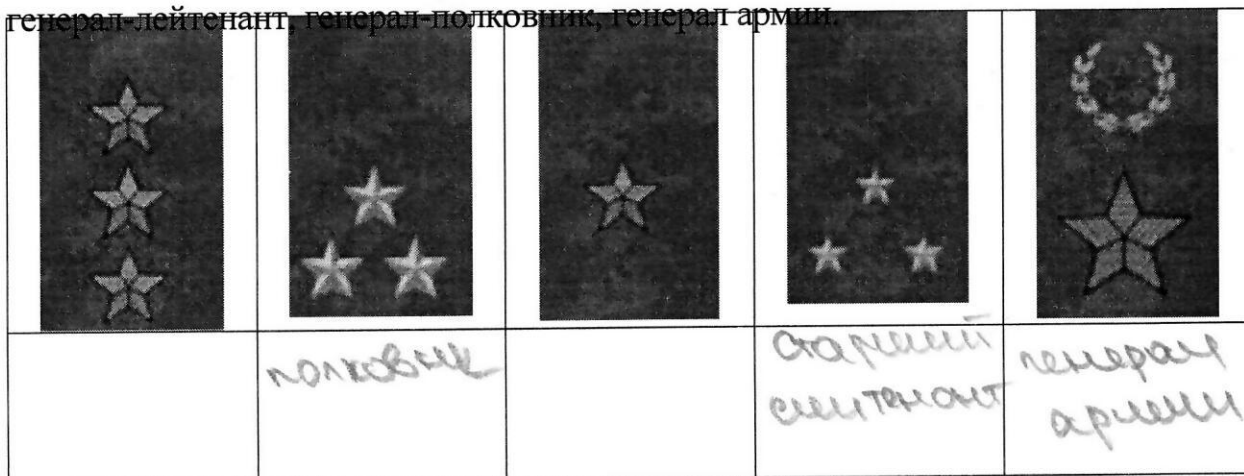 генерал-лейтенант, генерал-полковник, генерал армии.
полковник
старший
лейтенант
генерал
армии